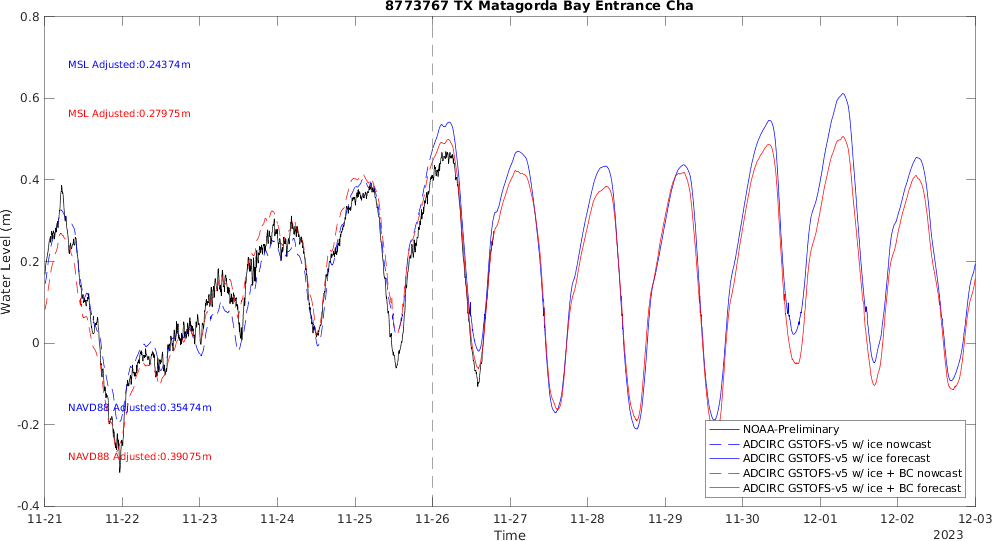 8773767 TX Matagorda Bay Entrance Cha
Water Level (m)
0.8
0.6
0.4
0.2
0
-0.2
-0.4
MSL Adjusted:0.24374m
MSL Adjusted:0.27975m
NAVD88 Adjusted:0.35474m
NAVD88 Adjusted:0.39075m
NOAA-Preliminary
ADCIRC GSTOFS-v5 w/ ice nowcast
ADCIRC GSTOFS-v5 w/ ice forecast
ADCIRC GSTOFS-v5 w/ ice + BC nowcast
ADCIRC GSTOFS-v5 w/ ice + BC forecast
11-21 11-22 11-23 11-24 11-25 11-26 11-27 11-28 11-29 11-30 12-01 12-02 12-03
Time
2023